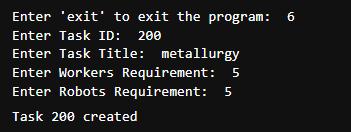 Enter 'exit' to exit the program:  6
Enter Task ID:  200
Enter Task Title:  metallurgy
Enter Workers Requirement:  5
Enter Robots Requirement:  5
Task 200 created